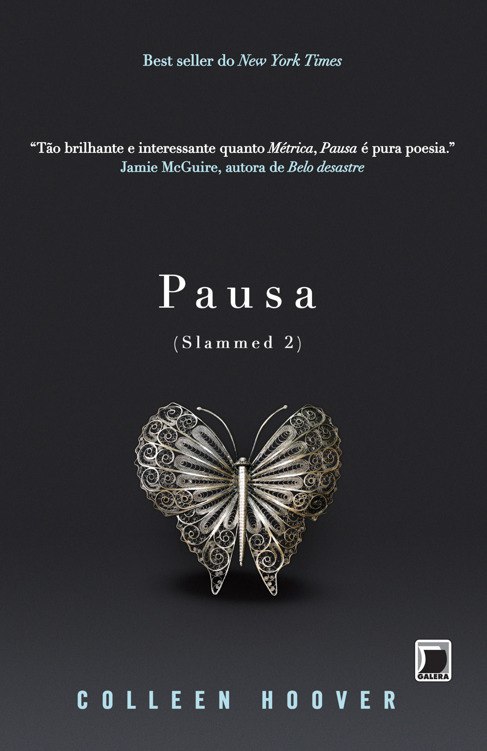 Best seller do New York Times
“Tão brilhante e interessante quanto Métrica, Pausa é pura poesia.”
Jamie McGuire, autora de Belo desastre
Pausa
(Slammed 2)
GALERA
COLLEEN HOOVER